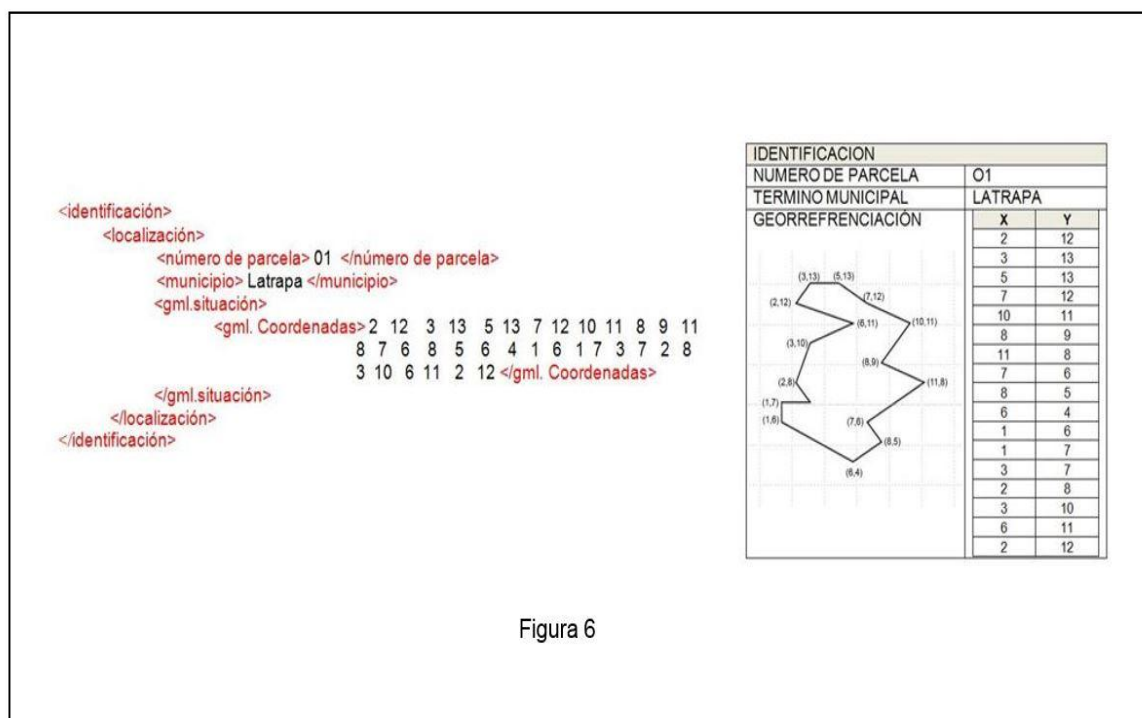 <identificación>
<localización>
<número de parcela> 01 </número de parcela>
<municipio> Latrapa </municipio>
<gml.situación>
<gml. Coordenadas> 2 12 3 13 5 13 7 12 10 11 8 9 11
8 7 6 8 5 6 4 1 6 1 7 3 7 2 8
3 10 6 11 2 12 </gml. Coordenadas>
</gml.situación>
</localización>
</identificación>
IDENTIFICACION
NUMERO DE PARCELA O1
TERMINO MUNICIPAL LATRAPA
GEORREFRENCIACIÓN
(3,13) (5,13)
(2,12) (7,12)
(6,11) (10,11)
(3,10)
(8,9)
(2,8) (11,8)
(1,7)
(1,6) (7,6)
(8,5)
(6,4)
X Y
2 12
3 13
5 13
7 12
10 11
8 9
11 8
7 6
8 5
6 4
1 6
1 7
3 7
2 8
3 10
6 11
2 12
Figura 6